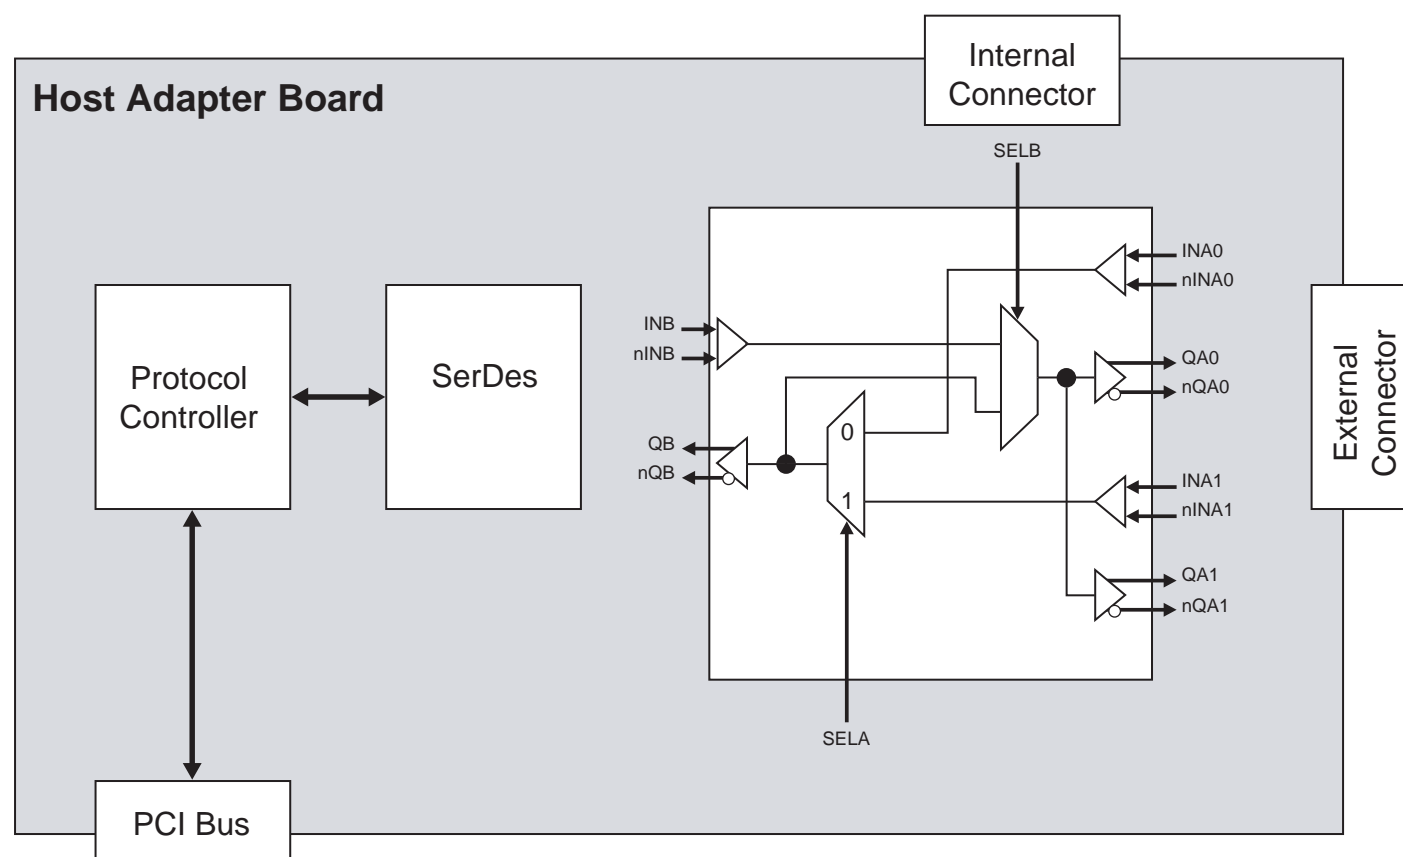 Internal
Connector
Host Adapter Board
SELB
INA0
nINA0
INB
nINB
QA0
nQA0
Protocol
Controller
SerDes
External
Connector
0
QB
nQB
1
INA1
nINA1
QA1
nQA1
SELA
PCI Bus